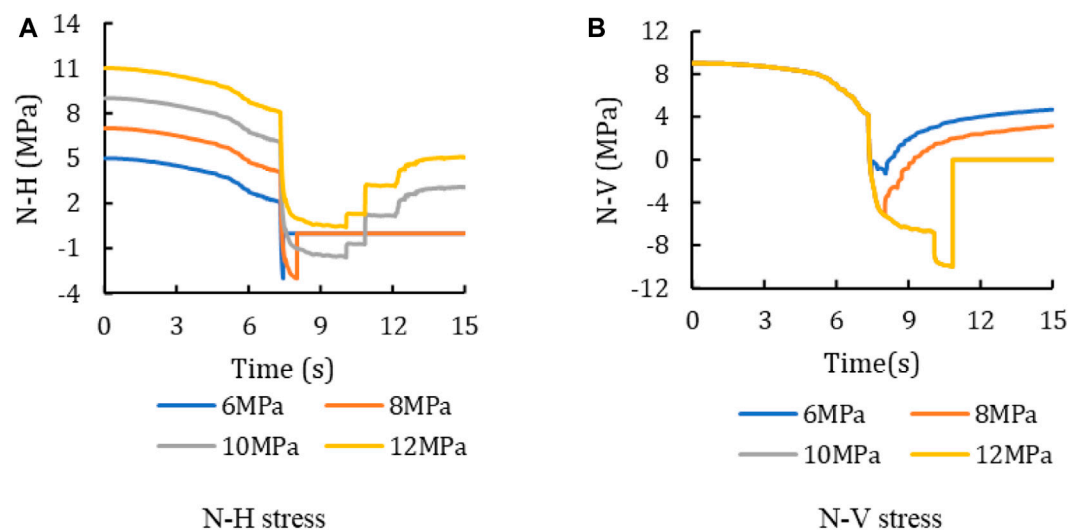 A
N-H (MPa)
14
11
8
5
2
-1
-4
0 3 6 9 12 15
Time (s)
6MPa 8MPa
10MPa 12MPa
N-H stress
B
N-V (MPa)
12
8
4
0
-4
-8
-12
0 3 6 9 12 15
Time(s)
6MPa 8MPa
10MPa 12MPa
N-V stress